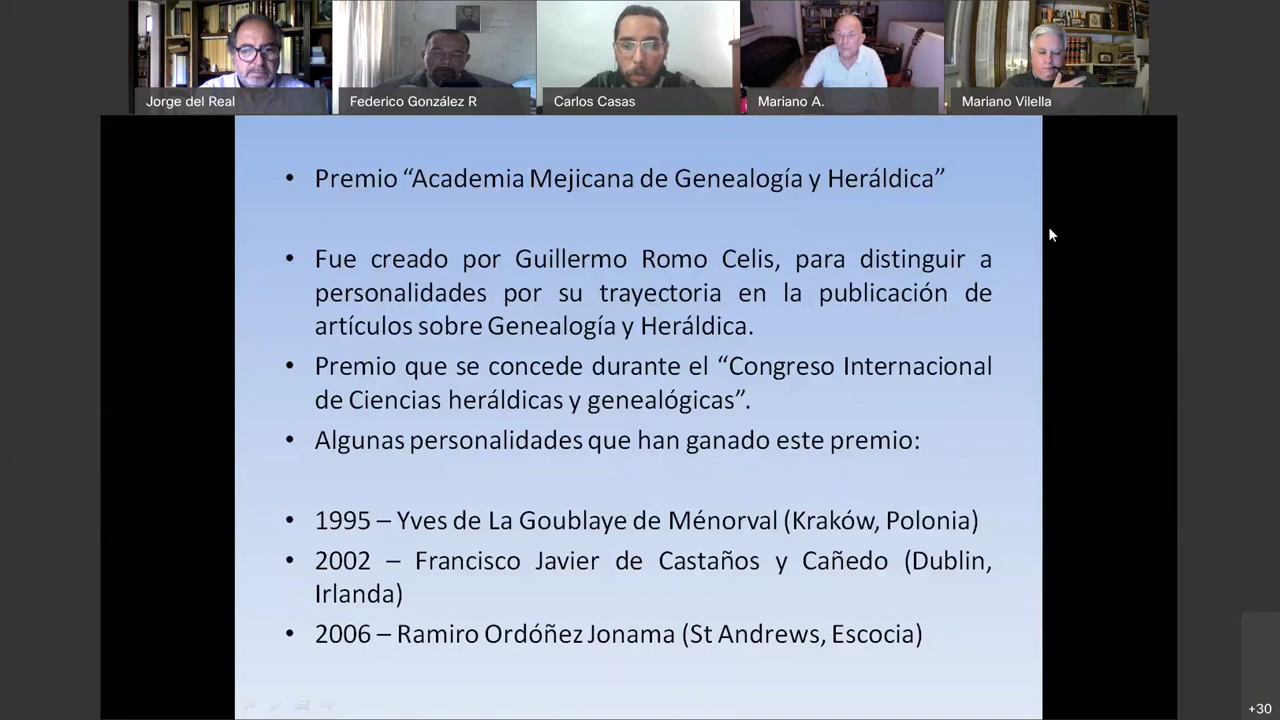 Jorge del Real
Federico González R
Carlos Casas
Mariano A.
Mariano Vilella
• Premio “Academia Mejicana de Genealogía y Heráldica”
• Fue creado por Guillermo Romo Celis, para distinguir a
personalidades por su trayectoria en la publicación de
artículos sobre Genealogía y Heráldica.
• Premio que se concede durante el “Congreso Internacional
de Ciencias heráldicas y genealógicas”.
• Algunas personalidades que han ganado este premio:
• 1995 – Yves de La Goublaye de Ménorval (Kraków, Polonia)
• 2002 – Francisco Javier de Castaños y Cañedo (Dublin,
Irlanda)
• 2006 – Ramiro Ordóñez Jonama (St Andrews, Escocia)
+30